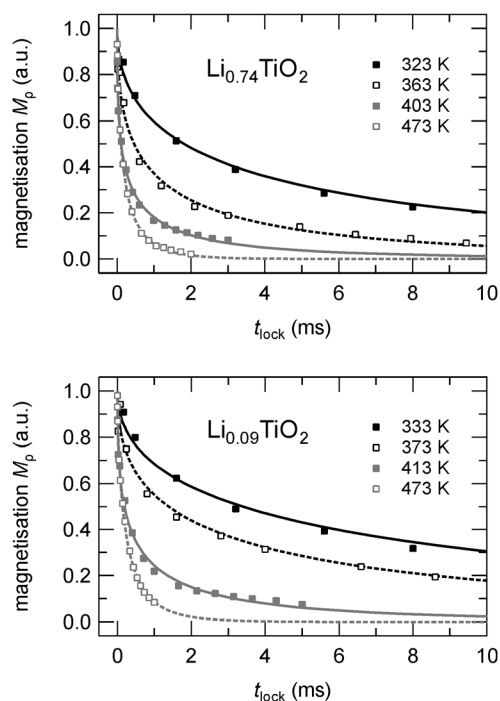 1.0
0.8
0.6
0.4
0.2
0.0
magnetisation Mρ (a.u.)
Li0.74TiO2
323 K
363 K
403 K
473 K
0 2 4 6 8 10
tlock (ms)
1.0
0.8
0.6
0.4
0.2
0.0
magnetisation Mρ (a.u.)
Li0.09TiO2
333 K
373 K
413 K
473 K
0 2 4 6 8 10
tlock (ms)